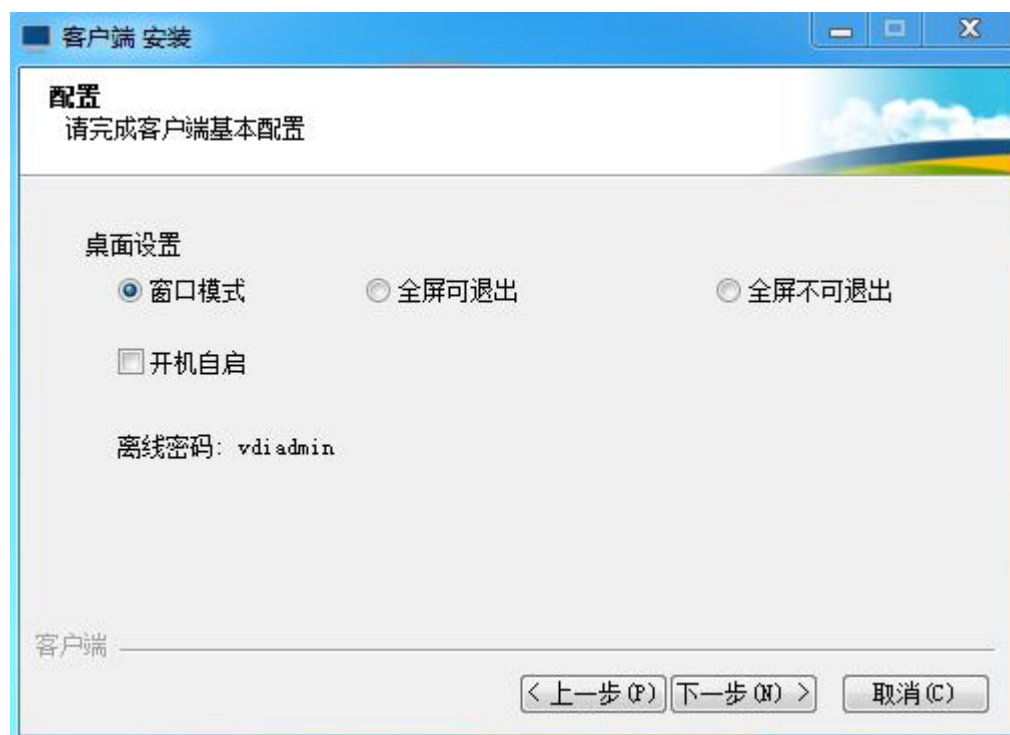 客户端 安装
配置
请完成客户端基本配置
桌面设置
窗口模式 全屏可退出 全屏不可退出
开机自启
离线密码: vdiadmin
客户端
< 上一步(P) 下一步(N) > 取消(C)